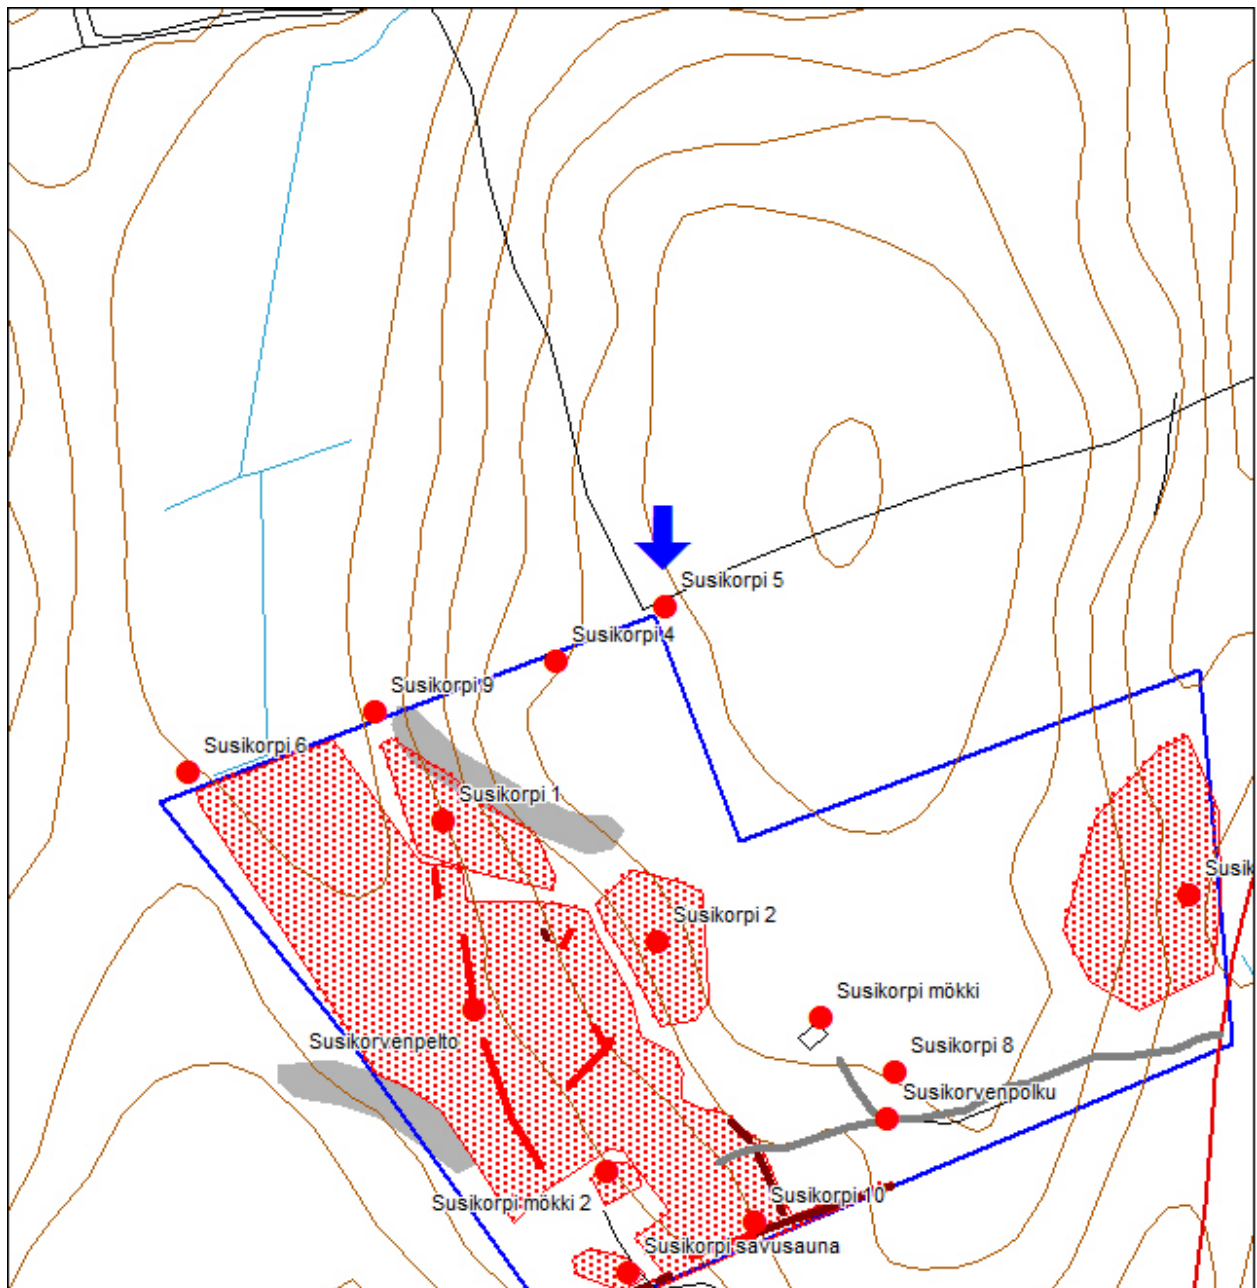 Susikorpi 5
Susikorpi 4
Susikorpi 9
Susikorpi 6
Susikorpi 1
Susik
Susikorpi 2
Susikorpi mökki
Susikorvenpelto
Susikorpi 8
Susikorvenpolku
Susikorpi 10
Susikorpi mökki 2
Susikorpi savusauna